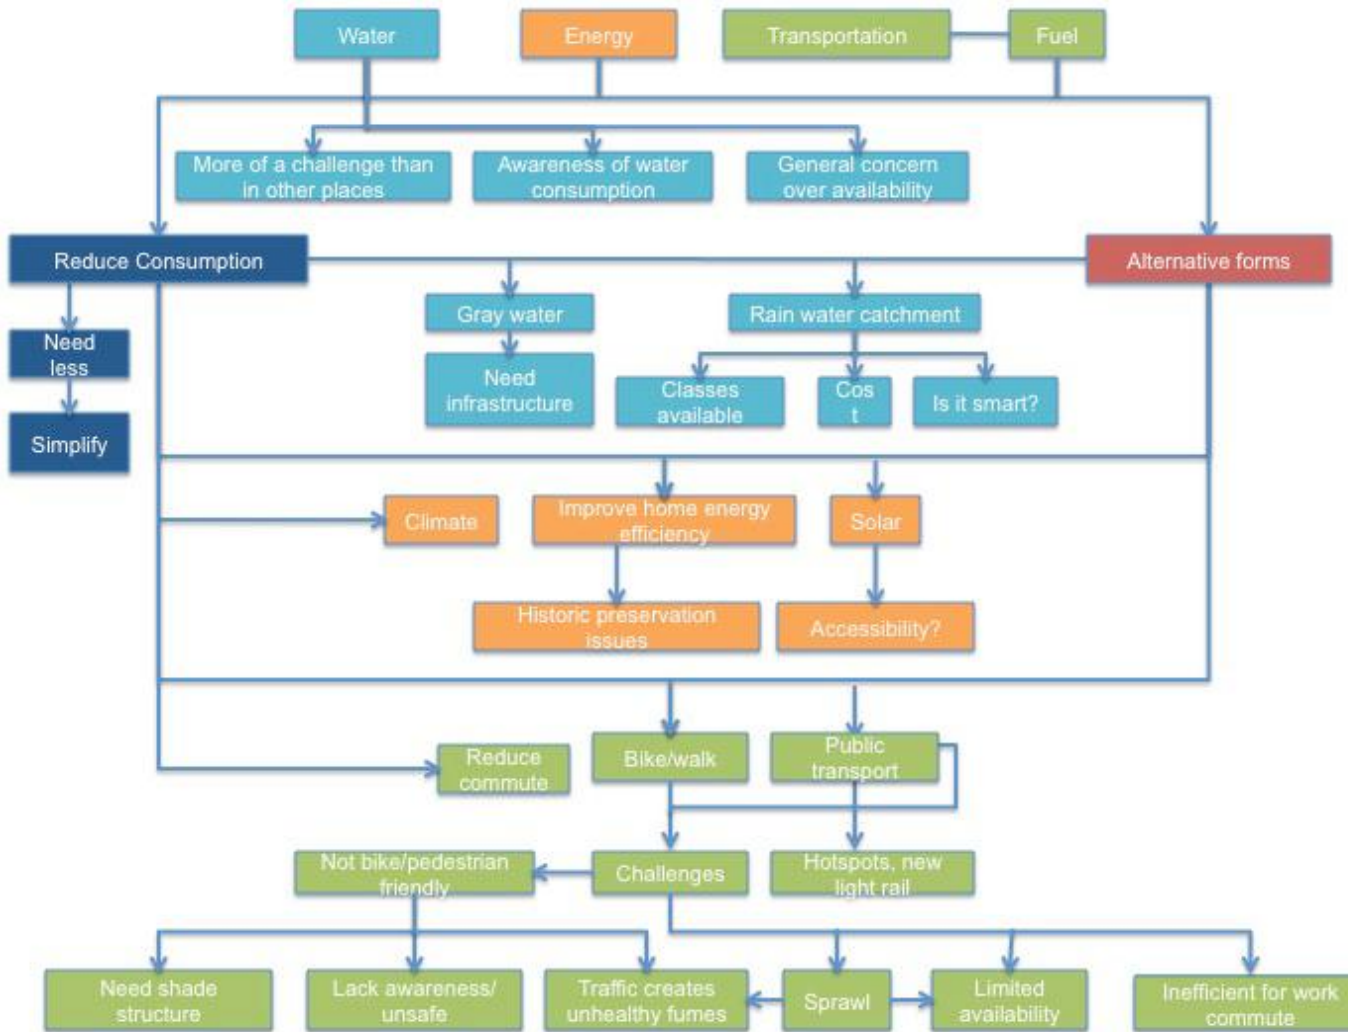 Water
Energy
Transportation
Fuel
More of a challenge than
in other places
Awareness of water
consumption
General concern
over availability
Reduce Consumption
Alternative forms
Gray water
Rain water catchment
Need
less
Need
infrastructure
Classes
available
Cos
t
Is it smart?
Simplify
Climate
Improve home energy
efficiency
Solar
Historic preservation
issues
Accessibility?
Reduce
commute
Bike/walk
Public
transport
Not bike/pedestrian
friendly
Challenges
Hotspots, new
light rail
Need shade
structure
Lack awareness/
unsafe
Traffic creates
unhealthy fumes
Sprawl
Limited
availability
Inefficient for work
commute